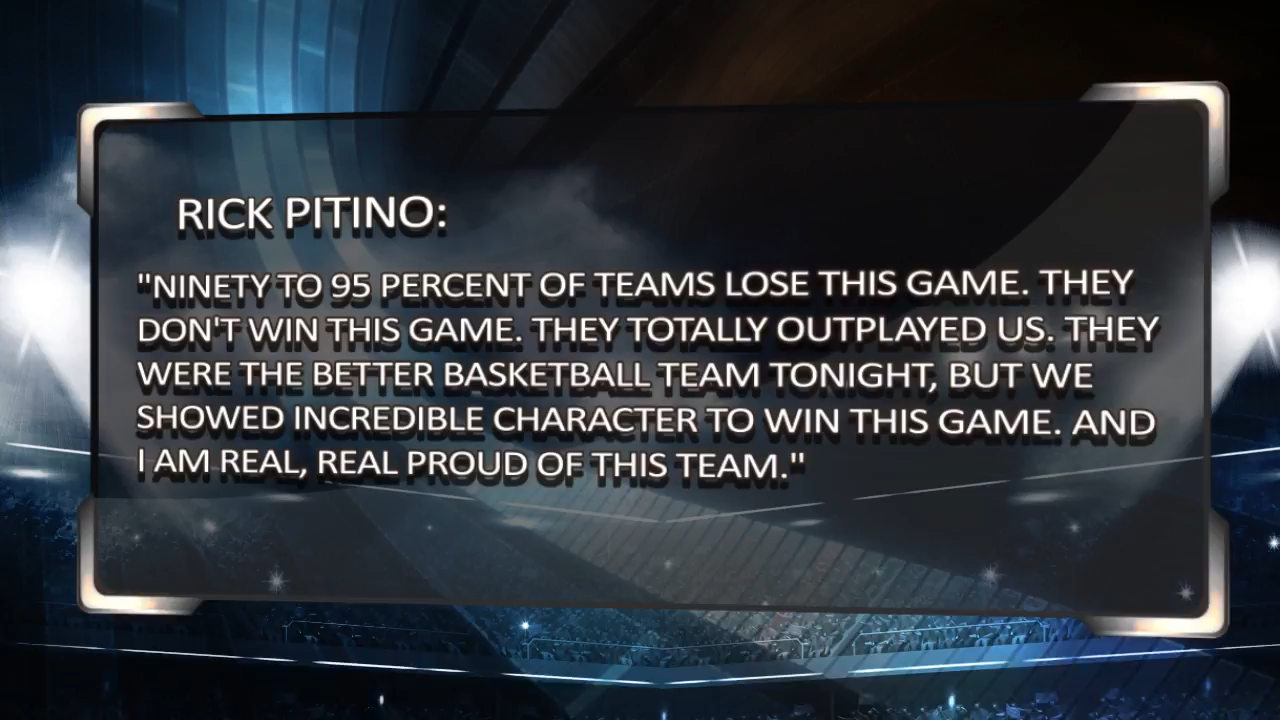 RICK PITINO:
"NINETY TO 95 PERCENT OF TEAMS LOSE THIS GAME. THEY
DON'T WIN THIS GAME. THEY TOTALLY OUTPLAYED US. THEY
WERE THE BETTER BASKETBALL TEAM TONIGHT, BUT WE
SHOWED INCREDIBLE CHARACTER TO WIN THIS GAME. AND
I AM REAL, REAL PROUD OF THIS TEAM."